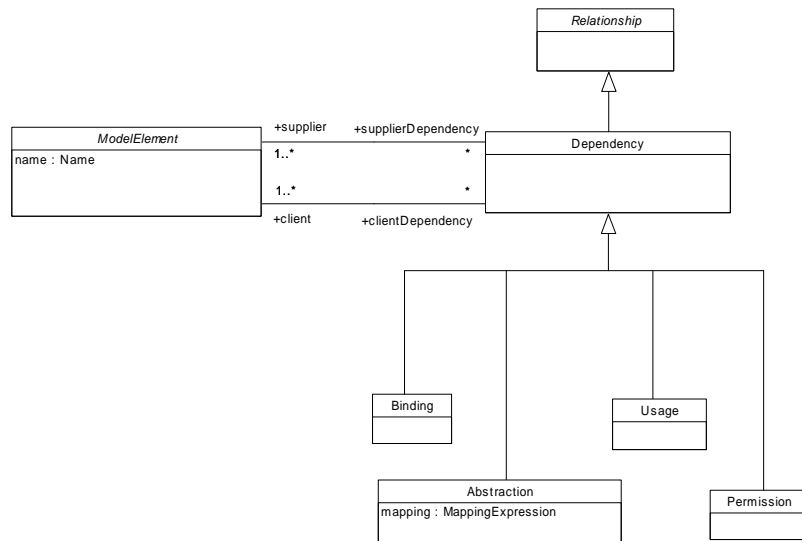 Relationship
+supplier
+supplierDependency
ModelElement
name : Name
Dependency
1..*
*
1..*
*
+client
+clientDependency
Binding
Usage
Abstraction
mapping : MappingExpression
Permission